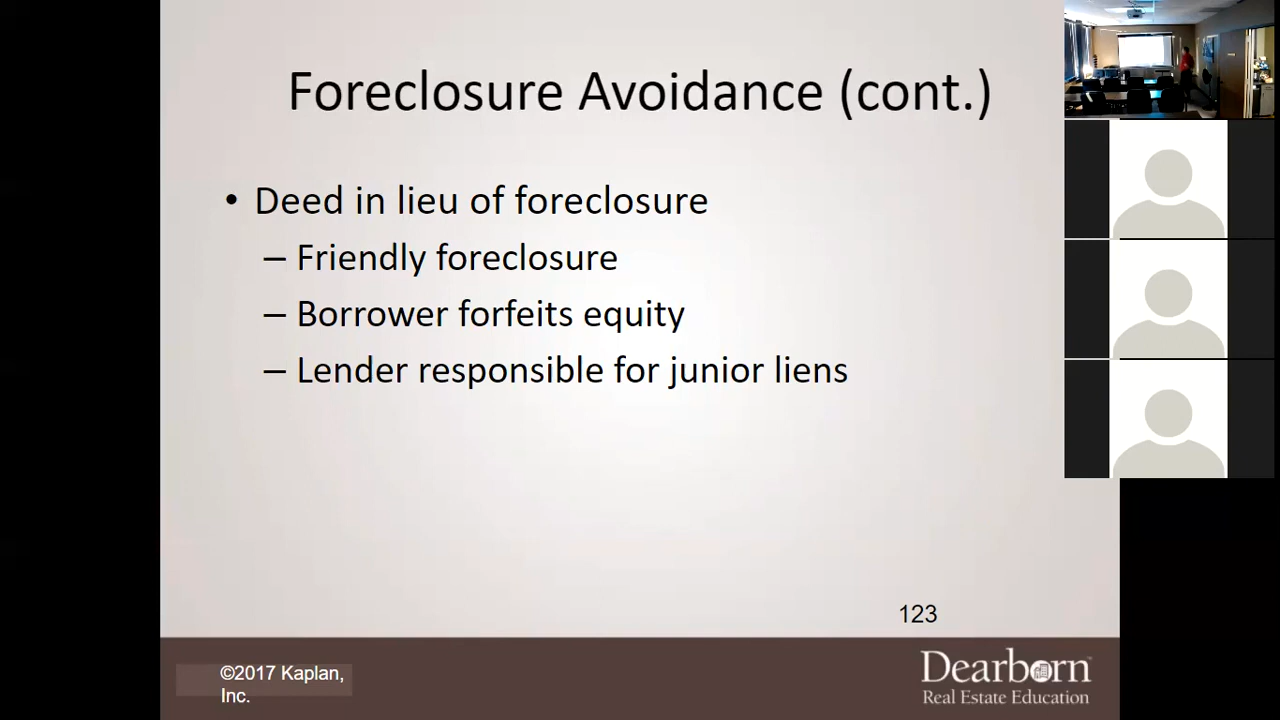 Foreclosure Avoidance (cont.)
• Deed in lieu of foreclosure
– Friendly foreclosure
– Borrower forfeits equity
– Lender responsible for junior liens
123
©2017 Kaplan,
Inc.
Dearborn™
Real Estate Education